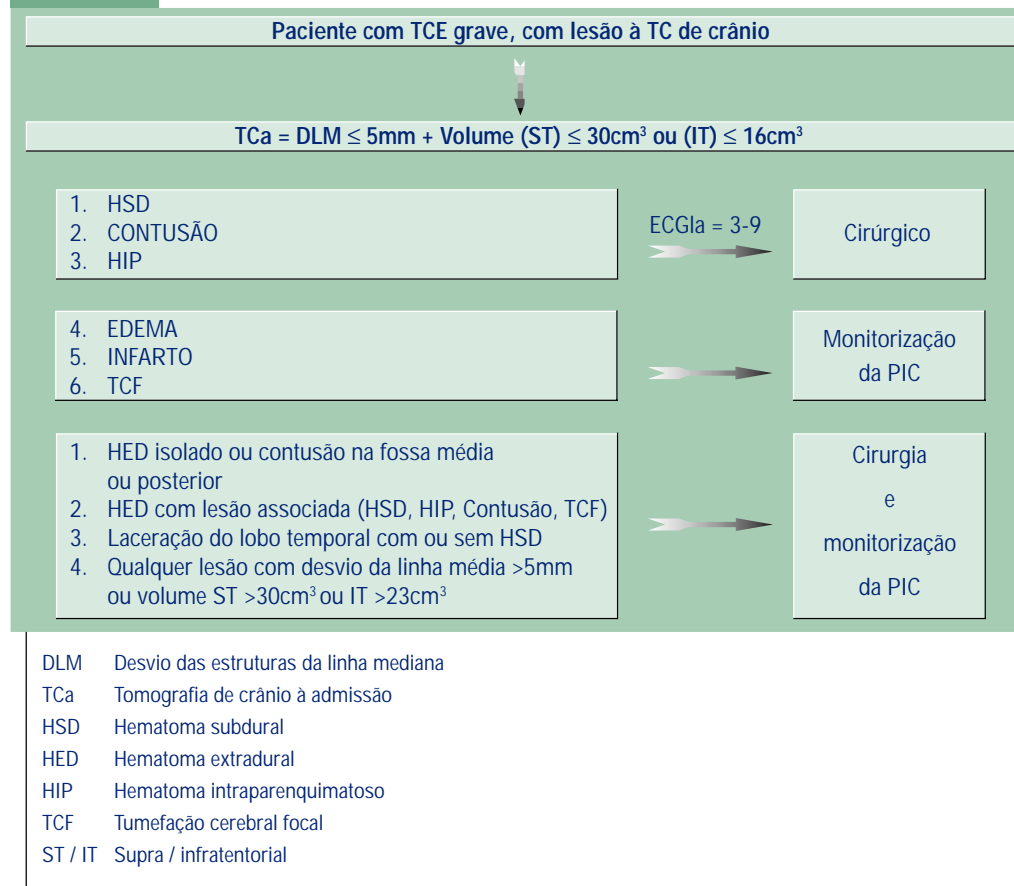 Paciente com TCE grave, com lesão à TC de crânio
TCa = DLM ≤ 5mm + Volume (ST) ≤ 30cm³ ou (IT) ≤ 16cm³
1. HSD
2. CONTUSÃO
3. HIP
ECGIa = 3-9
Cirúrgico
4. EDEMA
5. INFARTO
6. TCF
Monitorização
da PIC
1. HED isolado ou contusão na fossa média
ou posterior
2. HED com lesão associada (HSD, HIP, Contusão, TCF)
3. Laceração do lobo temporal com ou sem HSD
4. Qualquer lesão com desvio da linha média >5mm
ou volume ST >30cm³ ou IT >23cm³
Cirurgia
e
monitorização
da PIC
DLM Desvio das estruturas da linha mediana
TCa Tomografia de crânio à admissão
HSD Hematoma subdural
HED Hematoma extradural
HIP Hematoma intraparenquimatoso
TCF Tumefação cerebral focal
ST / IT Supra / infratentorial